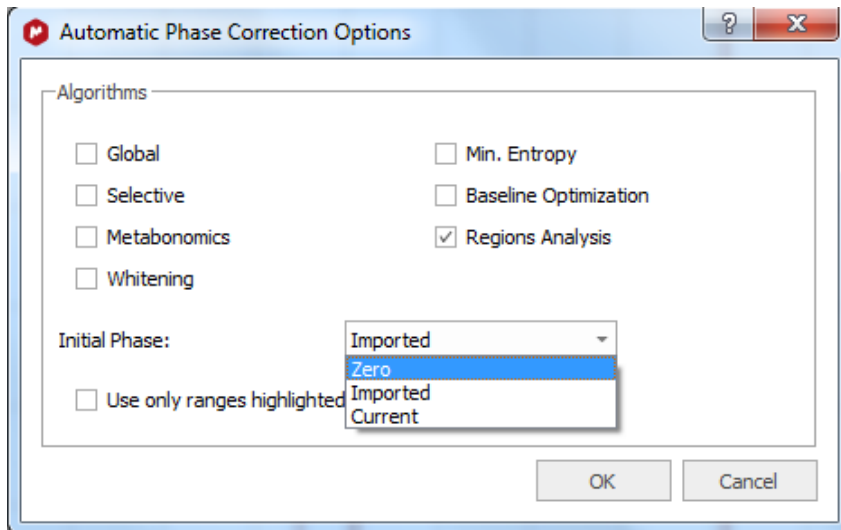 Automatic Phase Correction Options
?
X
Algorithms
Global
Min. Entropy
Selective
Baseline Optimization
Metabonomics
Regions Analysis
Whitening
Initial Phase:
Imported
Zero
Imported
Current
Use only ranges highlighted
OK
Cancel